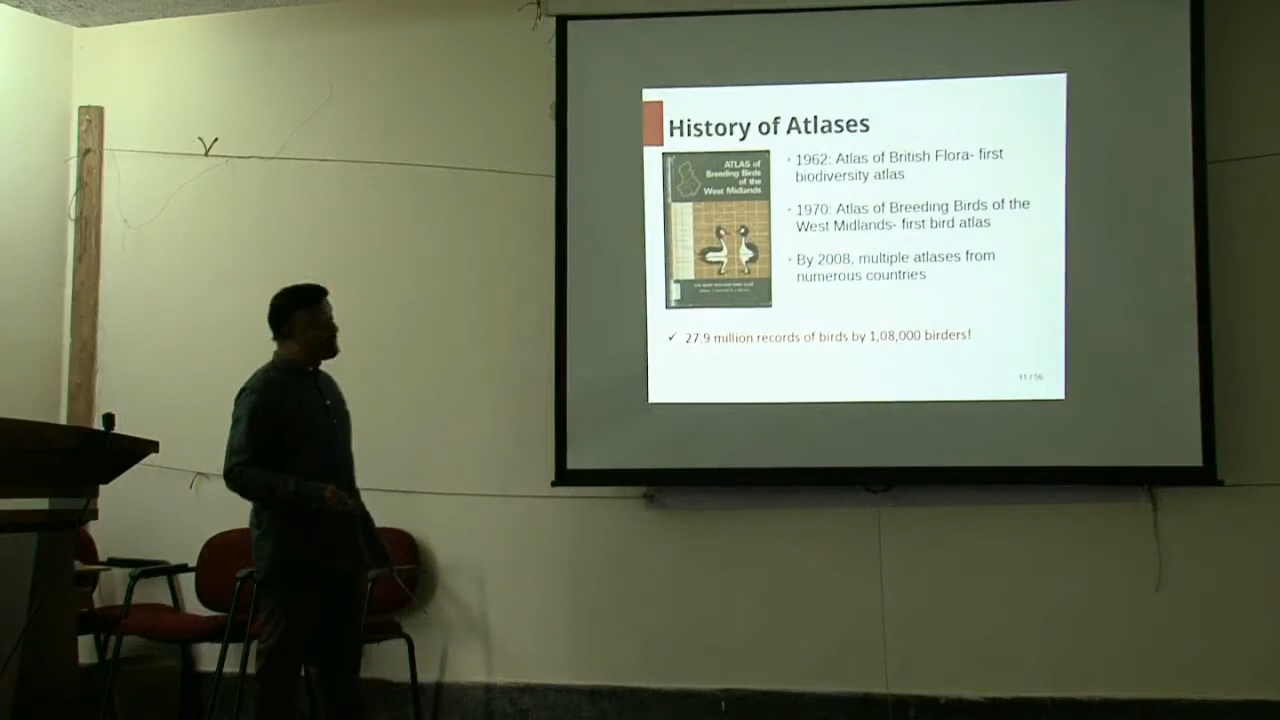 History of Atlases
ATLAS of
Breeding Birds
of the
West Midlands
1962: Atlas of British Flora- first
biodiversity atlas
1970: Atlas of Breeding Birds of the
West Midlands- first bird atlas
By 2008, multiple atlases from
numerous countries
✓ 27.9 million records of birds by 1,08,000 birders!
11 / 56